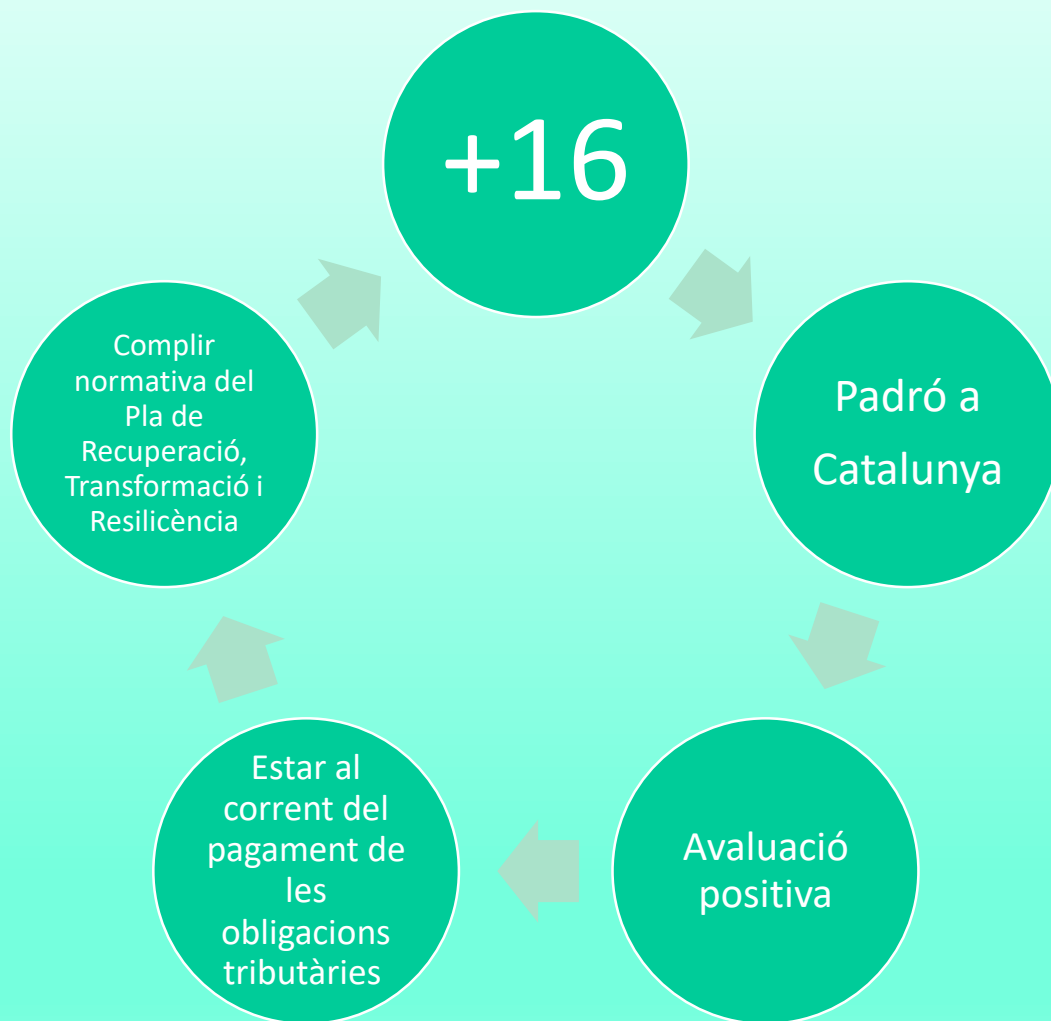 +16
Padró a
Catalunya
Avaluació
positiva
Estar al
corrent del
pagament de
les
obligacions
tributàries
Complir
normativa del
Pla de
Recuperació,
Transformació i
Resilicència